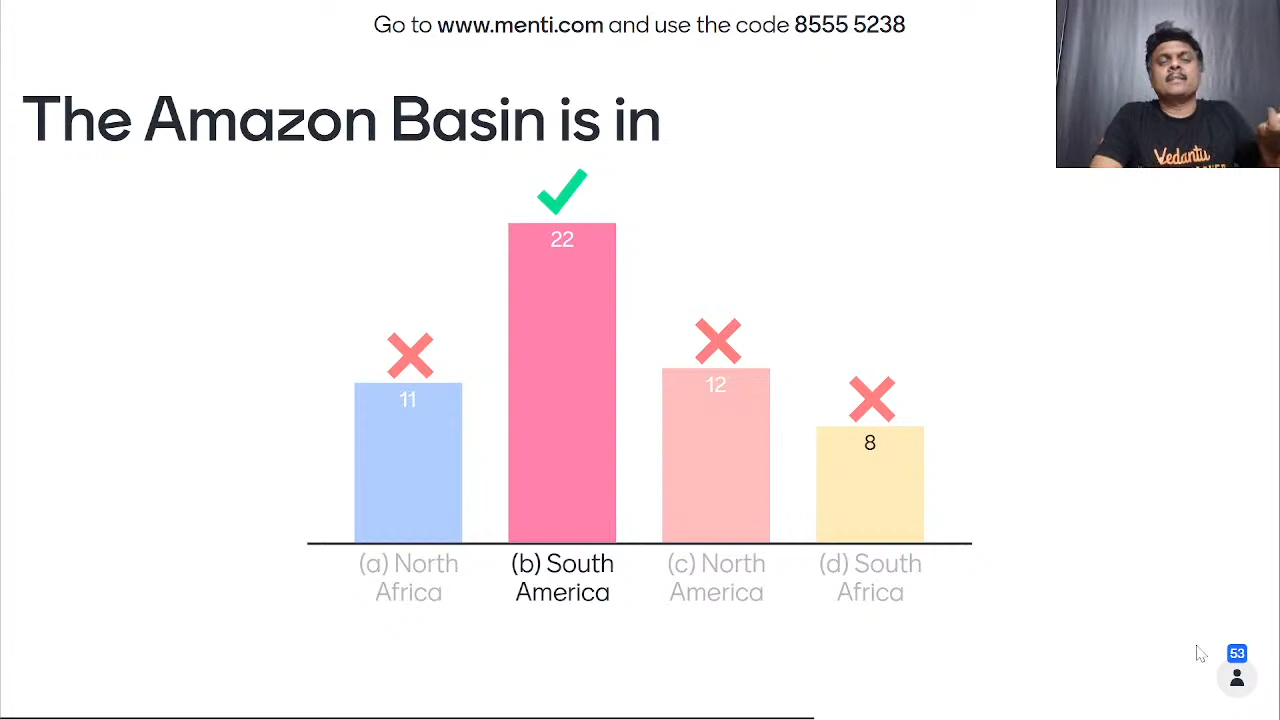 Go to www.menti.com and use the code 8555 5238
The Amazon Basin is in
Vedantu
22
12
11
8
(a) North
Africa
(b) South
America
(c) North
America
(d) South
Africa
53